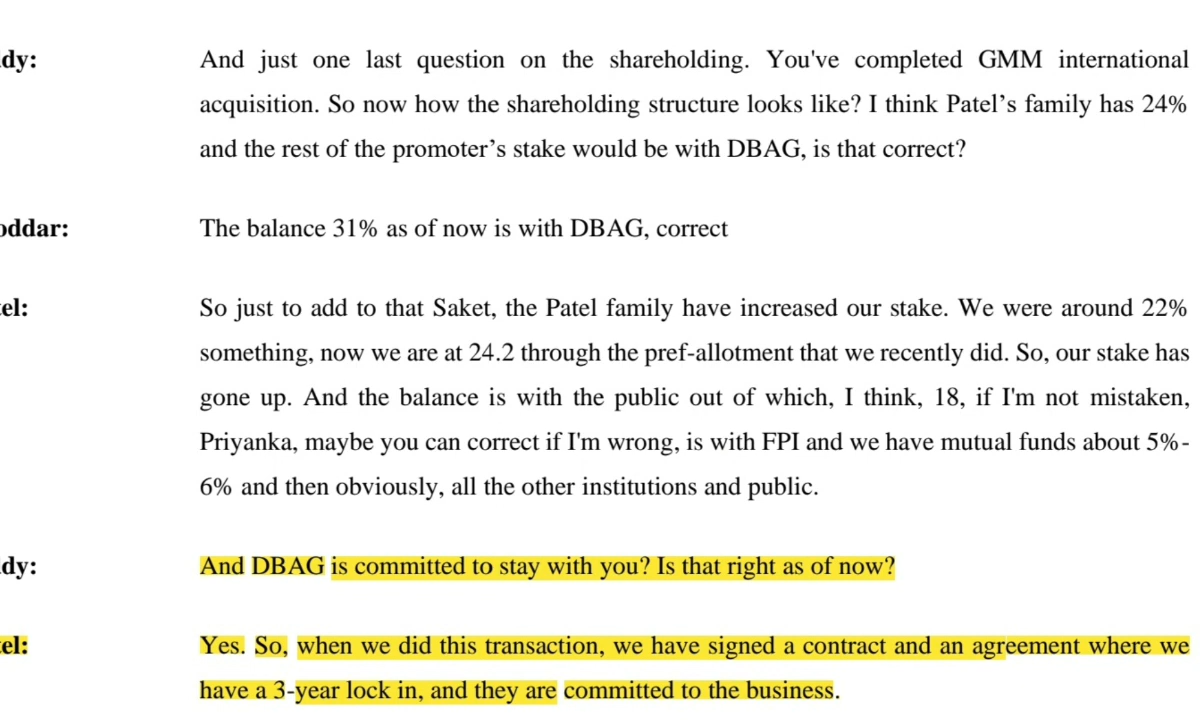 dy: And just one last question on the shareholding. You've completed GMM international
acquisition. So now how the shareholding structure looks like? I think Patel’s family has 24%
and the rest of the promoter’s stake would be with DBAG, is that correct?
oddar: The balance 31% as of now is with DBAG, correct
el: So just to add to that Saket, the Patel family have increased our stake. We were around 22%
something, now we are at 24.2 through the pref-allotment that we recently did. So, our stake has
gone up. And the balance is with the public out of which, I think, 18, if I'm not mistaken,
Priyanka, maybe you can correct if I'm wrong, is with FPI and we have mutual funds about 5%-
6% and then obviously, all the other institutions and public.
dy: And DBAG is committed to stay with you? Is that right as of now?
el: Yes. So, when we did this transaction, we have signed a contract and an agreement where we
have a 3-year lock in, and they are committed to the business.